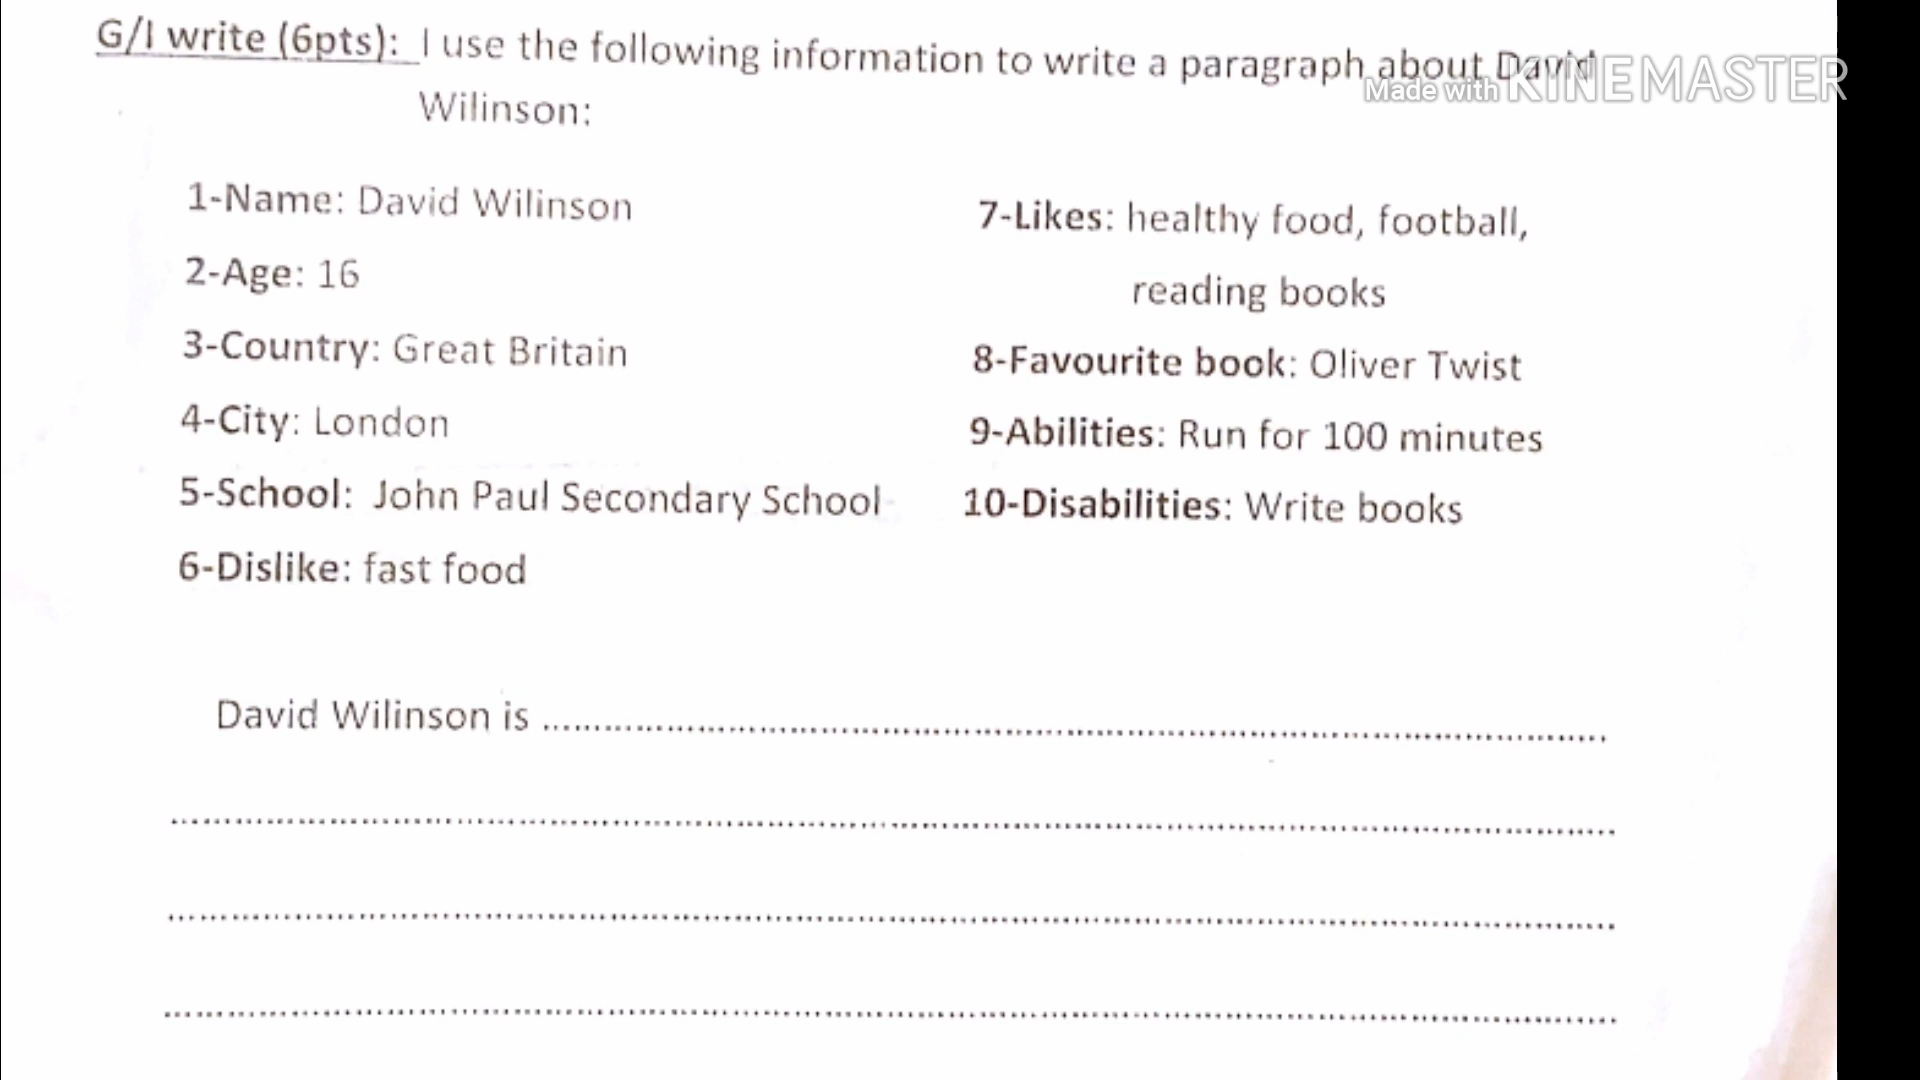 G/I write (6pts): I use the following information to write a paragraph about David
Wilinson:
Made with KINEMASTER
1-Name: David Wilinson
2-Age: 16
3-Country: Great Britain
4-City: London
5-School: John Paul Secondary School
6-Dislike: fast food
7-Likes: healthy food, football,
reading books
8-Favourite book: Oliver Twist
9-Abilities: Run for 100 minutes
10-Disabilities: Write books
David Wilinson is